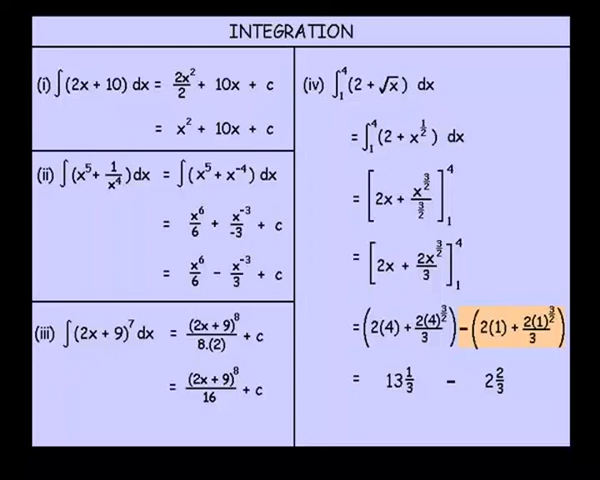 INTEGRATION
(i) ∫(2x + 10) dx = 2x²/2 + 10x + c
= x² + 10x + c
(ii) ∫(x⁵ + 1/x⁴)dx = ∫(x⁵ + x⁻⁴) dx
= x⁶/6 + x⁻³/-3 + c
= x⁶/6 - x⁻³/3 + c
(iii) ∫(2x + 9)⁷ dx = (2x + 9)⁸/8.(2) + c
= (2x + 9)⁸/16 + c
(iv) ∫₁⁴(2 + √x) dx
= ∫₁⁴(2 + x^(1/2)) dx
= [2x + x^(3/2)/(3/2)]₁⁴
= [2x + 2x^(3/2)/3]₁⁴
= (2(4) + 2(4)^(3/2)/3) - (2(1) + 2(1)^(3/2)/3)
= 13 1/3 - 2 2/3